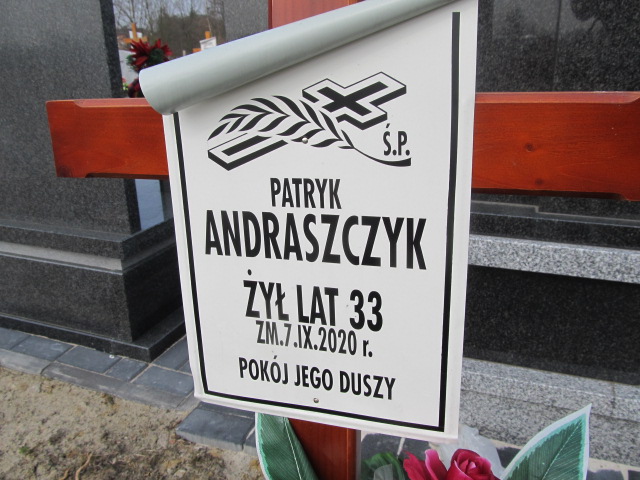 Ś.P.
PATRYK
ANDRASZCZYK
ŻYŁ LAT 33
ZM.7.IX.2020 r.
POKÓJ JEGO DUSZY